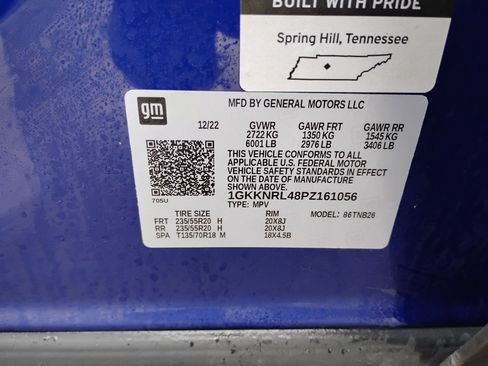 BUILT WITH PRIDE
Spring Hill, Tennessee
gm
MFD BY GENERAL MOTORS LLC
12/22 GVWR GAWR FRT GAWR RR
2722 KG 1350 KG 1545 KG
6001 LB 2976 LB 3406 LB
THIS VEHICLE CONFORMS TO ALL
APPLICABLE U.S. FEDERAL MOTOR
VEHICLE SAFETY STANDARDS IN EFFECT
ON THE DATE OF MANUFACTURE
SHOWN ABOVE.
1GKKNRL48PZ161056
705U
TYPE: MPV
TIRE SIZE RIM MODEL: 86TNB26
FRT 235/55R20 H 20X8J
RR 235/55R20 H 20X8J
SPA T135/70R18 M 18X4.5B